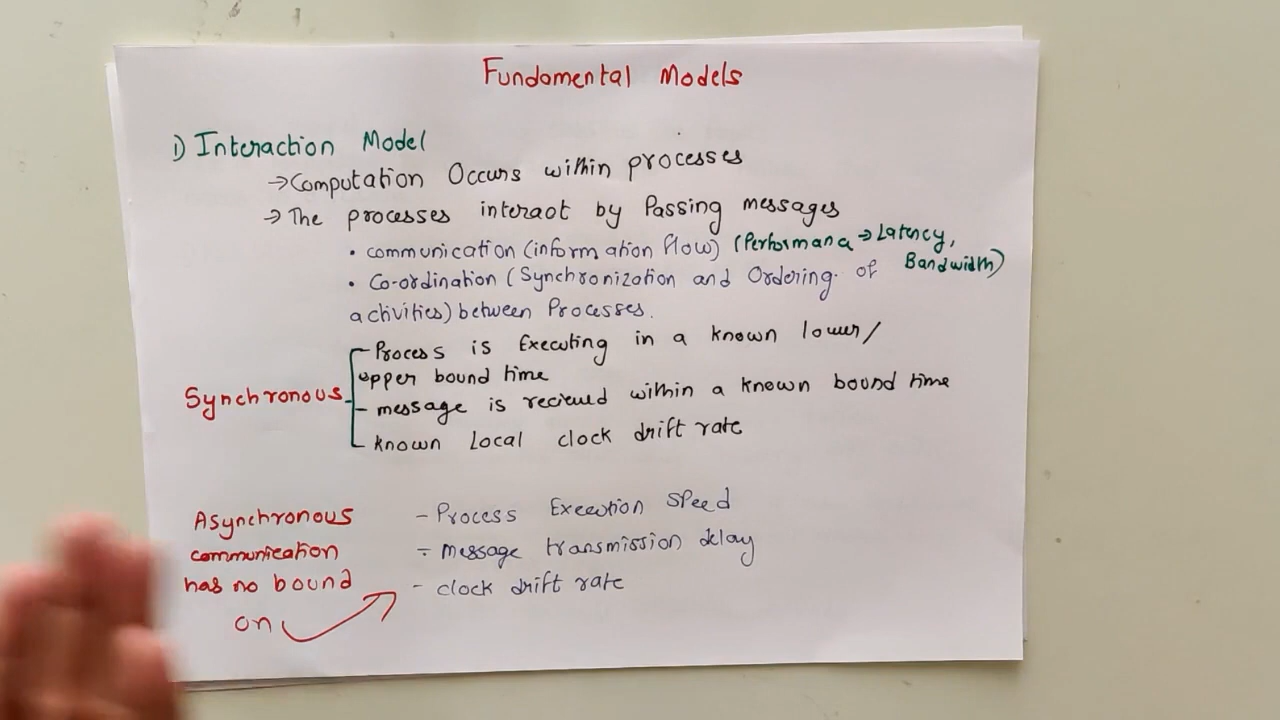 Fundamental Models
1) Interaction Model
→ Computation Occurs within processes
→ The processes interact by Passing messages
• communication (information flow) (Performana → Latency, Bandwidth)
• Co-ordination (Synchronization and Ordering of
activities) between Processes.
Synchronous
- Process is Executing in a known lower/
upper bound time
- message is recieved within a known bound time
- known Local clock drift rate
Asynchronous
communication
has no bound
on
- Process Execution Speed
- message transmission delay
- clock drift rate